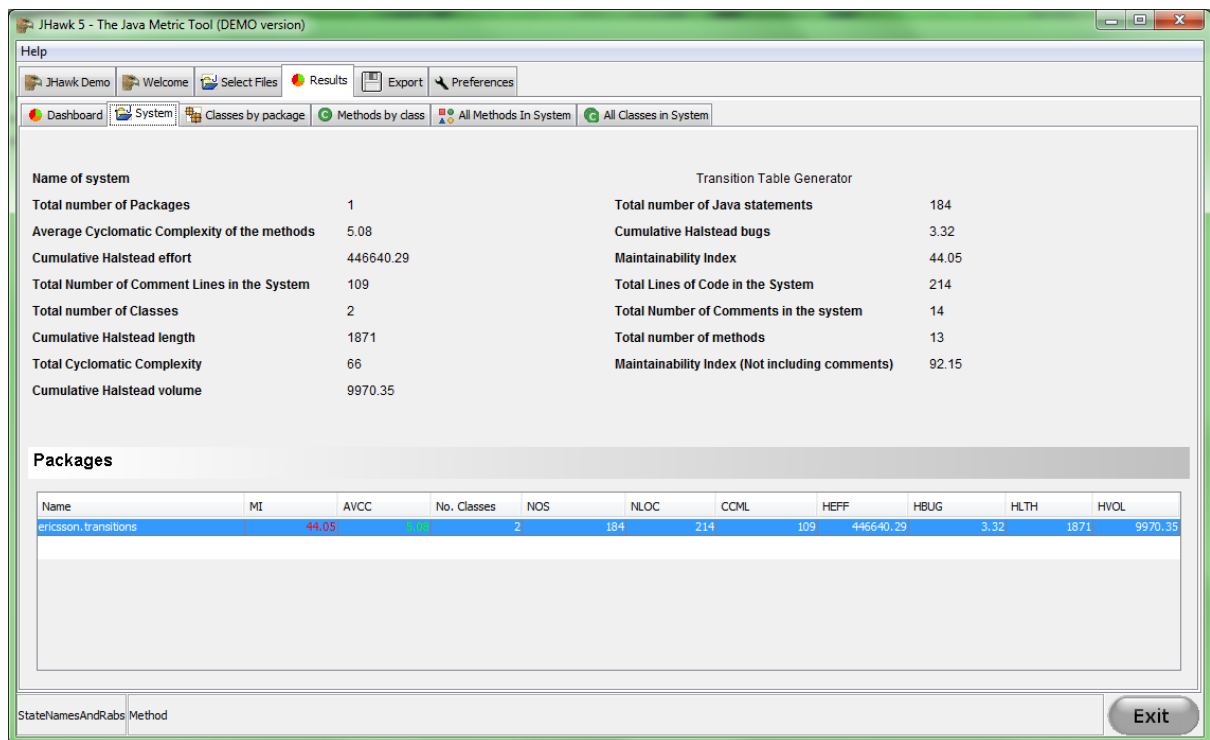 JHawk 5 - The Java Metric Tool (DEMO version)
Help
JHawk Demo Welcome Select Files Results Export Preferences
Dashboard System Classes by package Methods by class All Methods In System All Classes in System
Name of system Transition Table Generator
Total number of Packages 1 Total number of Java statements 184
Average Cyclomatic Complexity of the methods 5.08 Cumulative Halstead bugs 3.32
Cumulative Halstead effort 446640.29 Maintainability Index 44.05
Total Number of Comment Lines in the System 109 Total Lines of Code in the System 214
Total number of Classes 2 Total Number of Comments in the system 14
Cumulative Halstead length 1871 Total number of methods 13
Total Cyclomatic Complexity 66 Maintainability Index (Not including comments) 92.15
Cumulative Halstead volume 9970.35
Packages
Name MI AVCC No. Classes NOS NLOC CCML HEFF HBUG HLTH HVOL
ericsson.transitions 44.05 5.08 2 184 214 109 446640.29 3.32 1871 9970.35
StateNamesAndRabs Method Exit